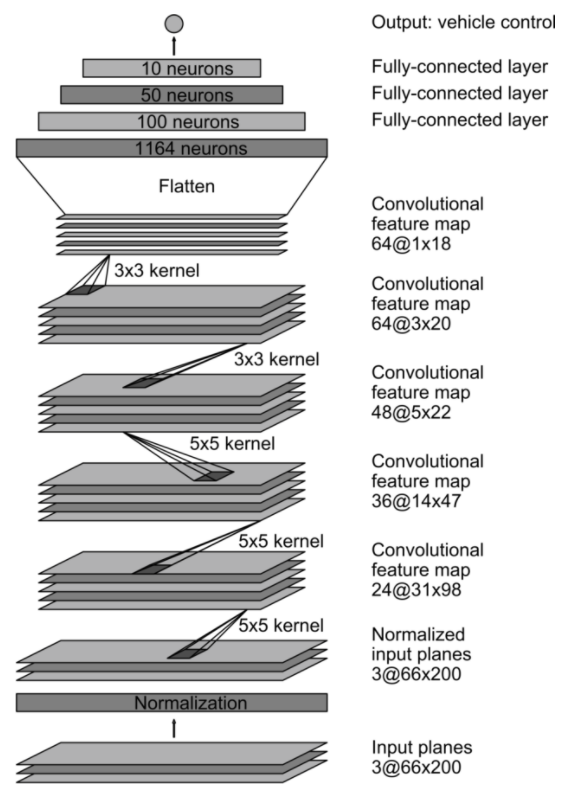 Output: vehicle control
10 neurons
Fully-connected layer
50 neurons
Fully-connected layer
100 neurons
Fully-connected layer
1164 neurons
Flatten
Convolutional
feature map
64@1x18
3x3 kernel
Convolutional
feature map
64@3x20
3x3 kernel
Convolutional
feature map
48@5x22
5x5 kernel
Convolutional
feature map
36@14x47
5x5 kernel
Convolutional
feature map
24@31x98
5x5 kernel
Normalized
input planes
3@66x200
Normalization
Input planes
3@66x200